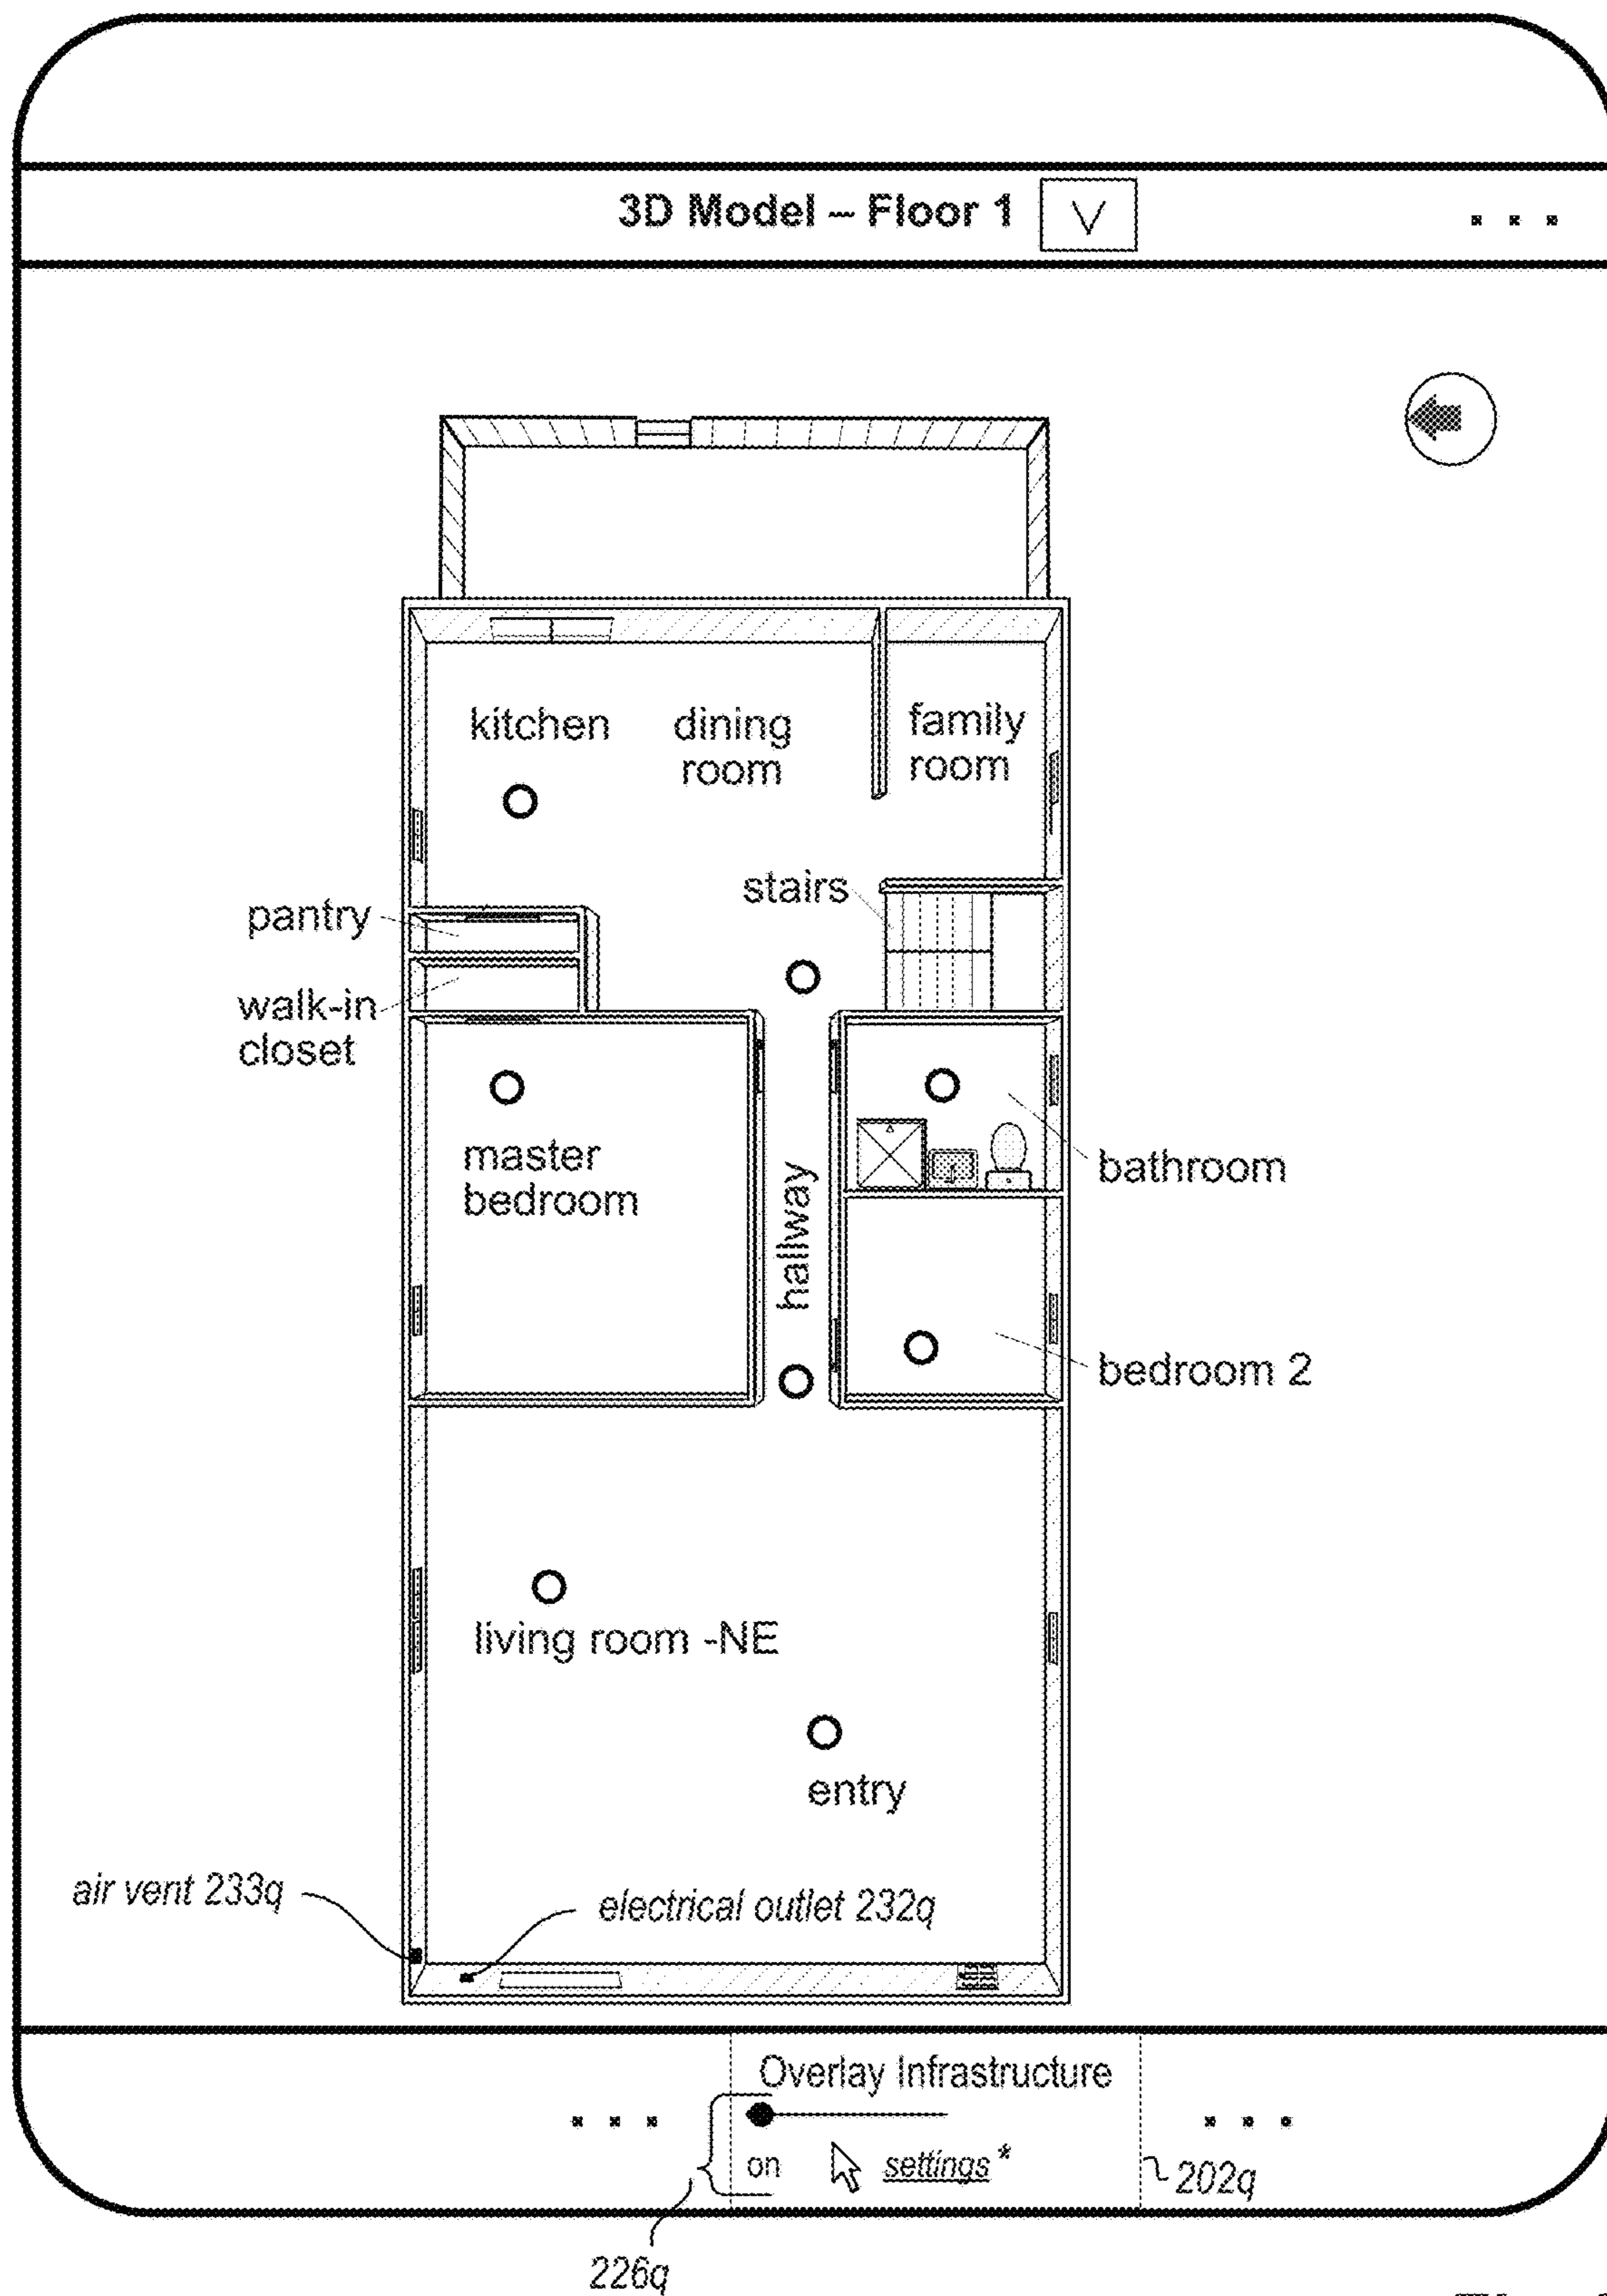 3D Model – Floor 1 V
. . .
kitchen
dining
room
family
room
stairs
pantry
walk-in
closet
master
bedroom
hallway
bathroom
bedroom 2
living room -NE
entry
air vent 233q
electrical outlet 232q
Overlay Infrastructure
. . .
. . .
on
settings*
202q
226q